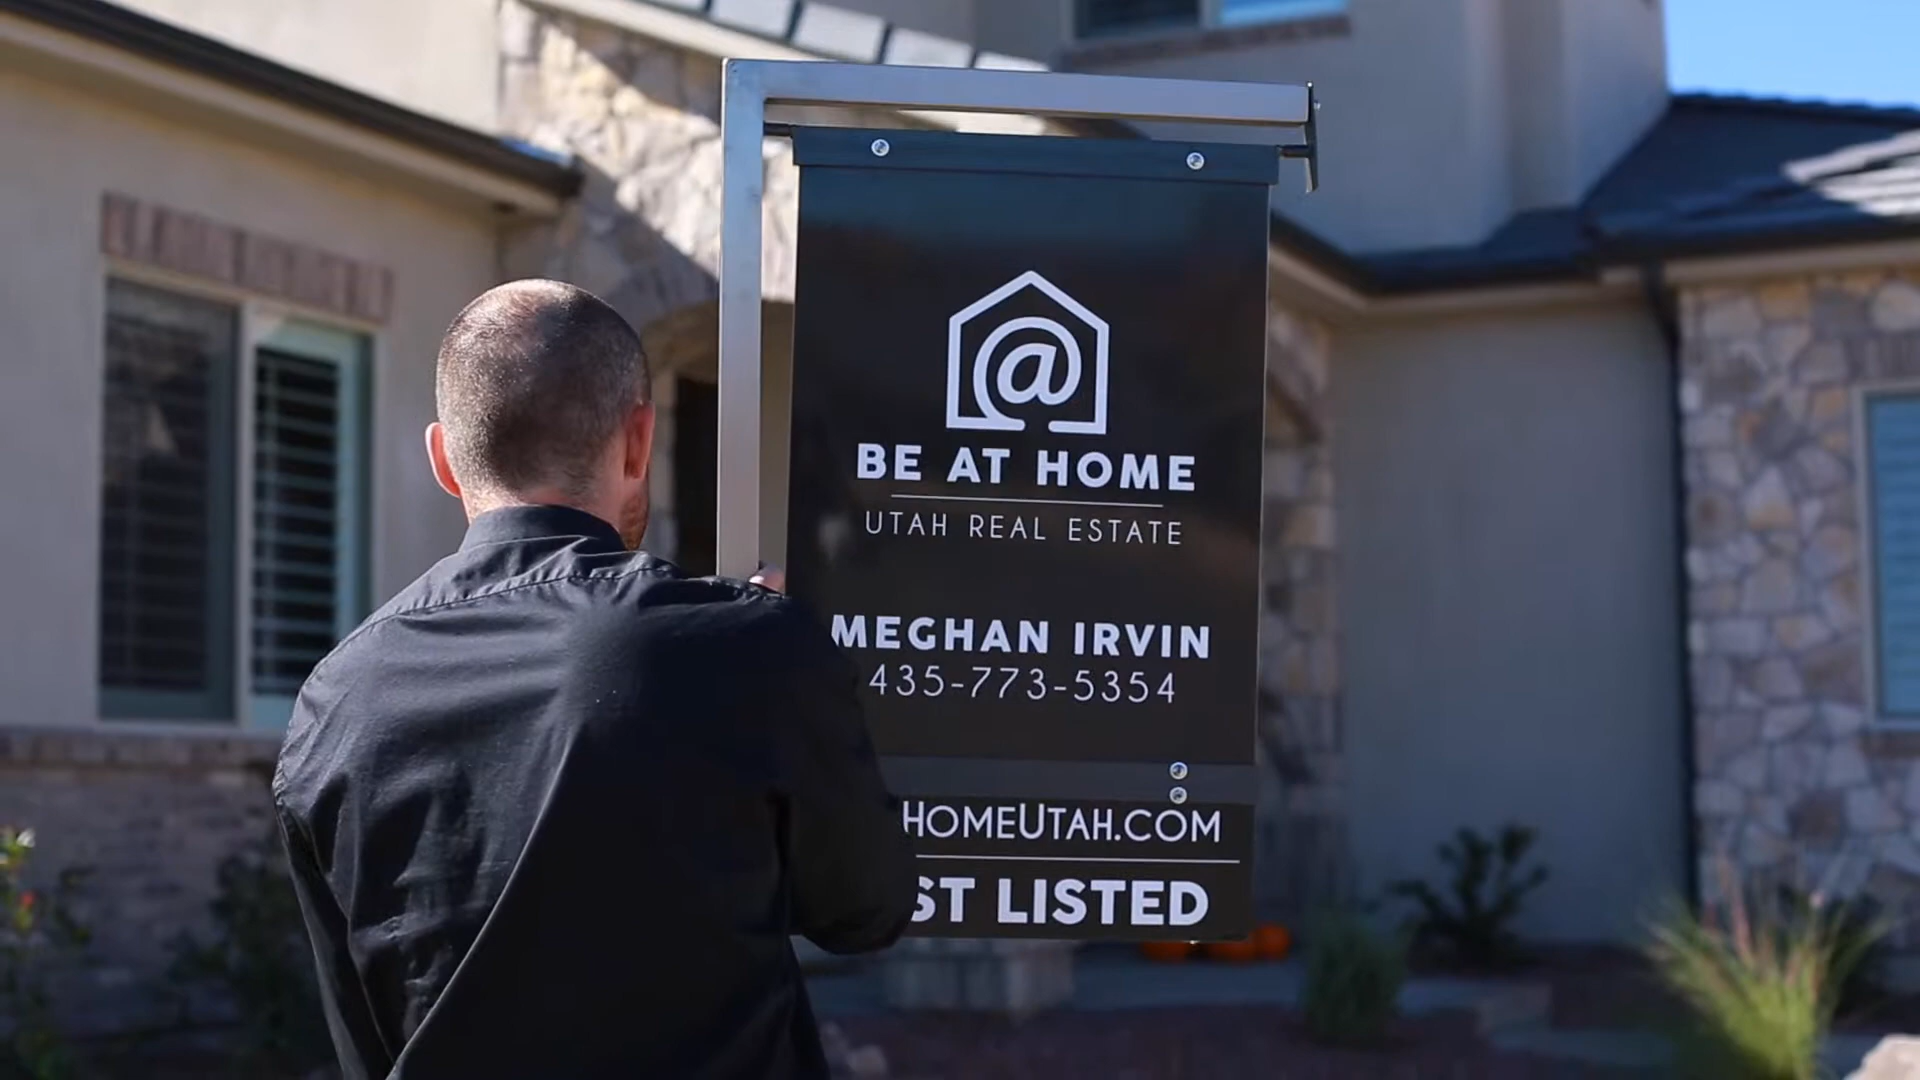 @
BE AT HOME
UTAH REAL ESTATE
MEGHAN IRVIN
435-773-5354
HOMEUTAH.COM
ST LISTED